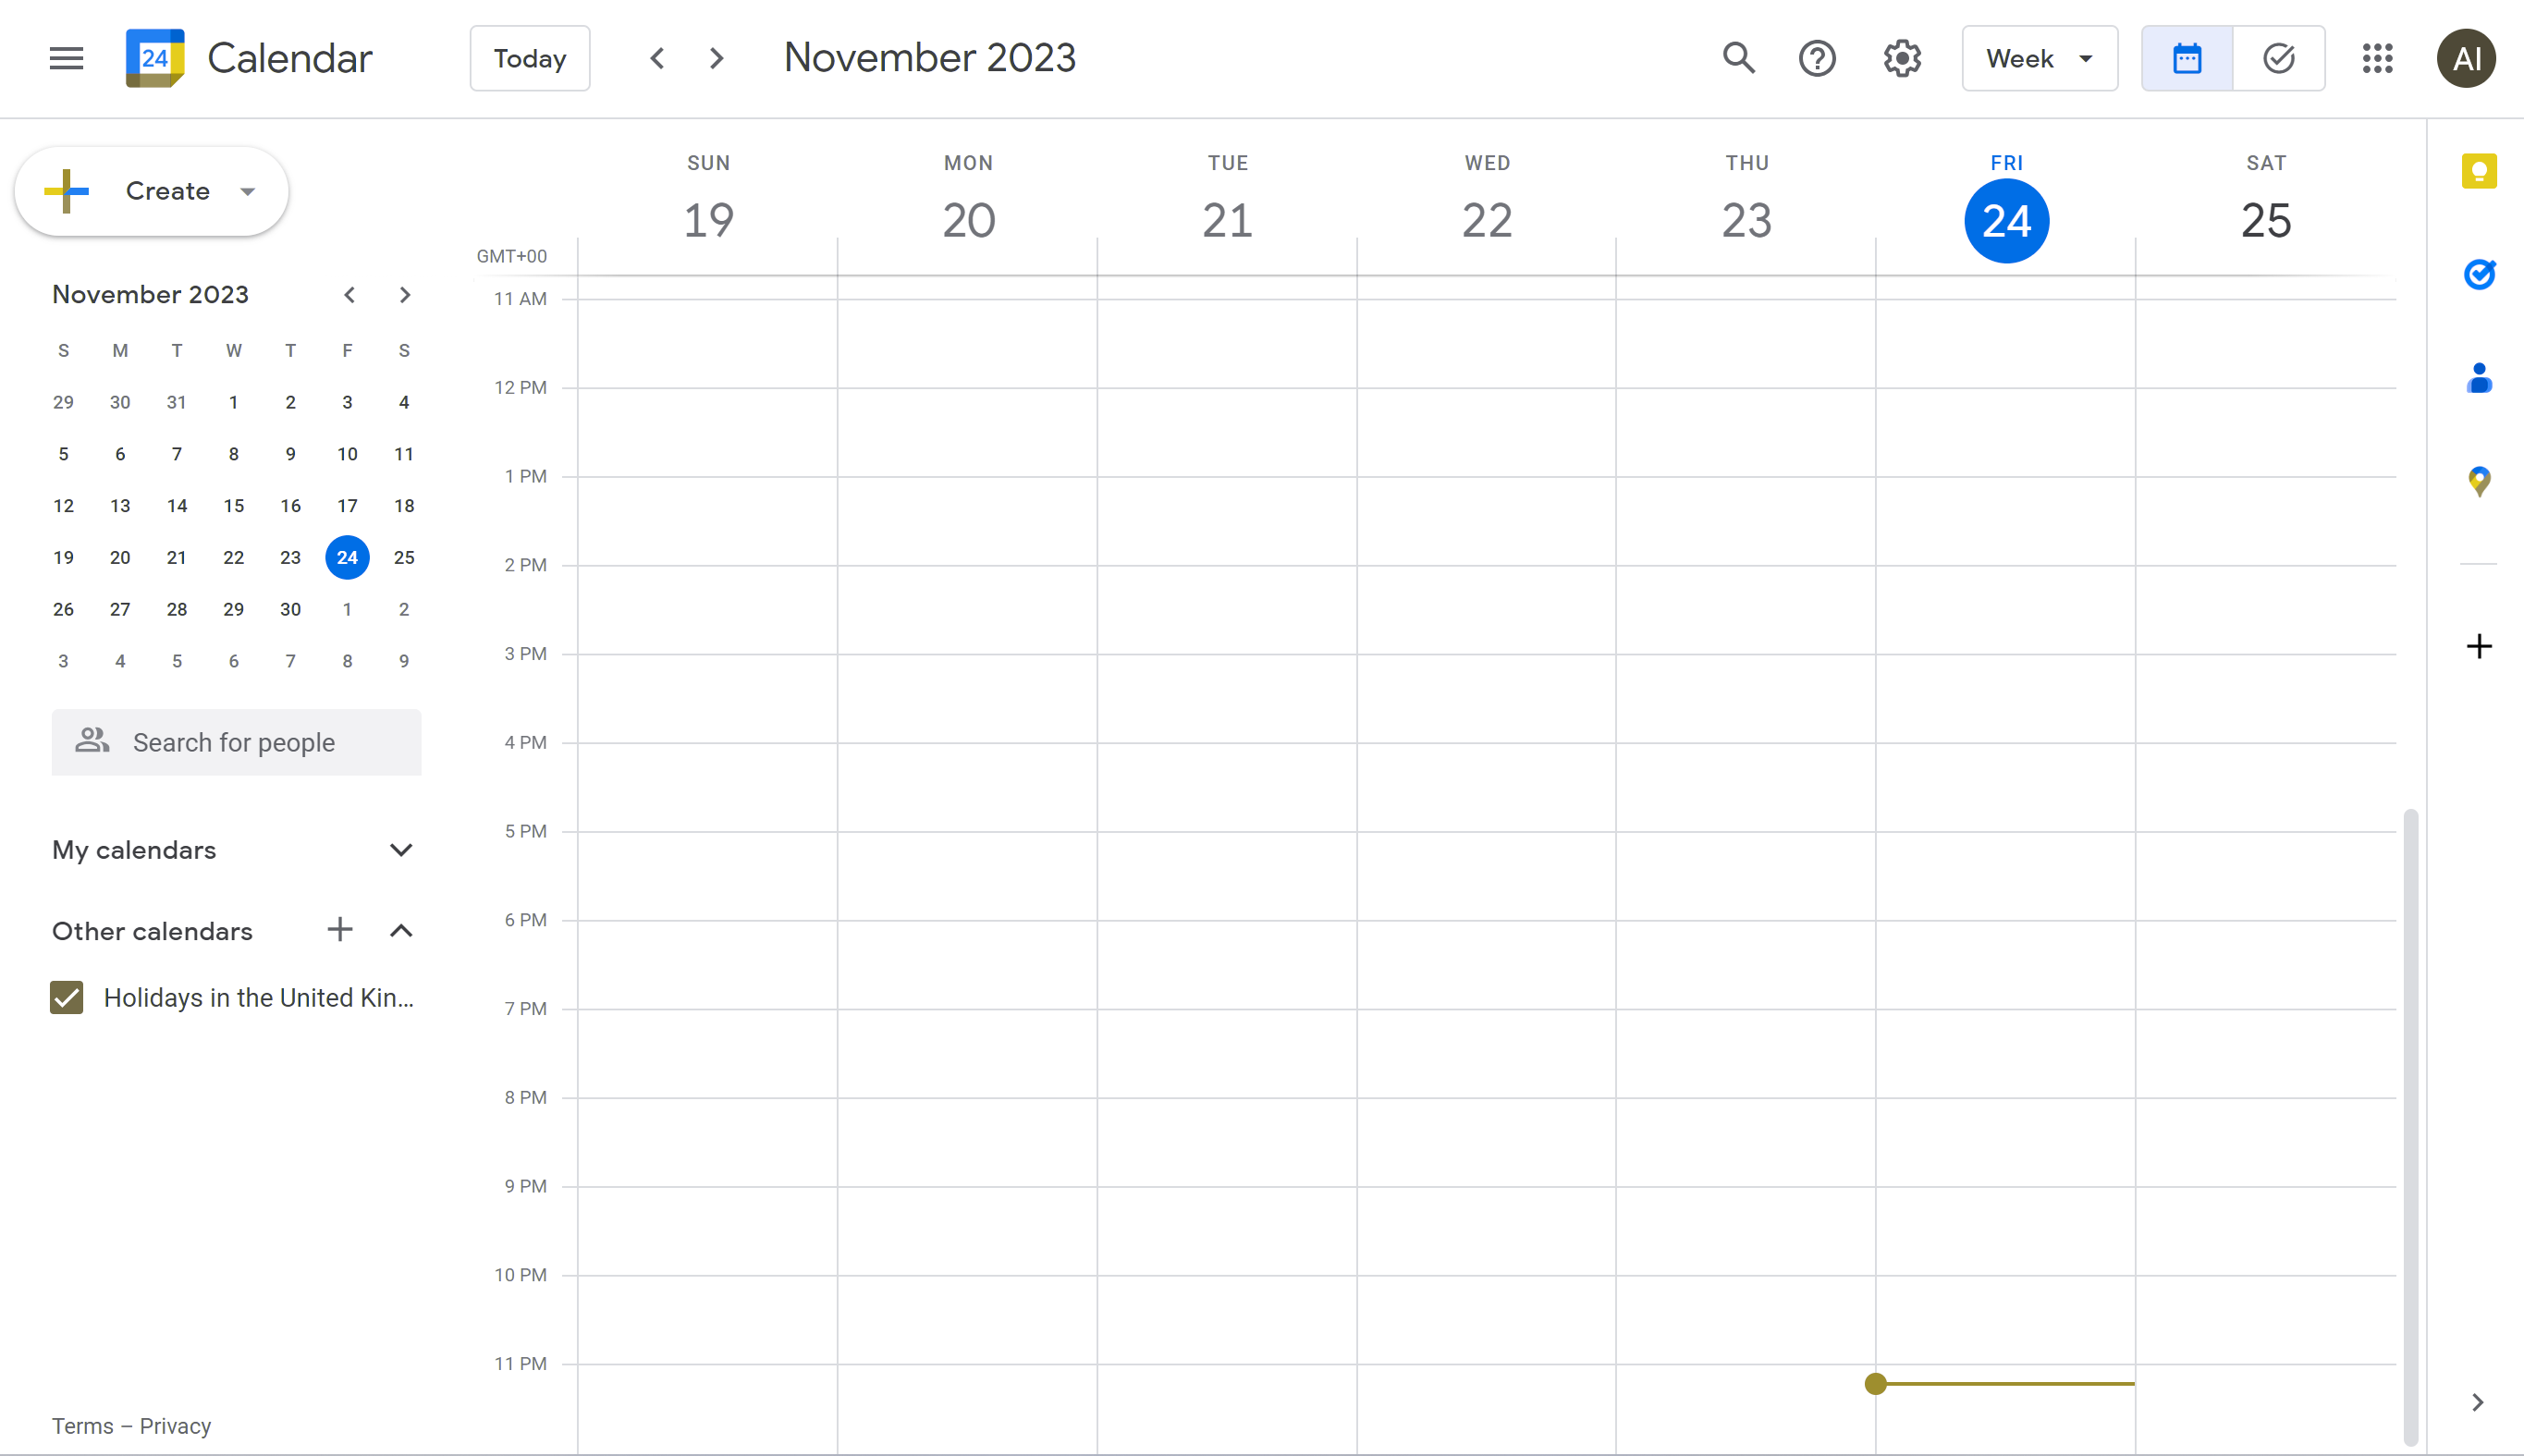 24 Calendar Today November 2023 Week AI
Create
November 2023
S M T W T F S
29 30 31 1 2 3 4
5 6 7 8 9 10 11
12 13 14 15 16 17 18
19 20 21 22 23 24 25
26 27 28 29 30 1 2
3 4 5 6 7 8 9
Search for people
My calendars
Other calendars
Holidays in the United Kin...
Terms – Privacy
SUN MON TUE WED THU FRI SAT
19 20 21 22 23 24 25
GMT+00
11 AM
12 PM
1 PM
2 PM
3 PM
4 PM
5 PM
6 PM
7 PM
8 PM
9 PM
10 PM
11 PM